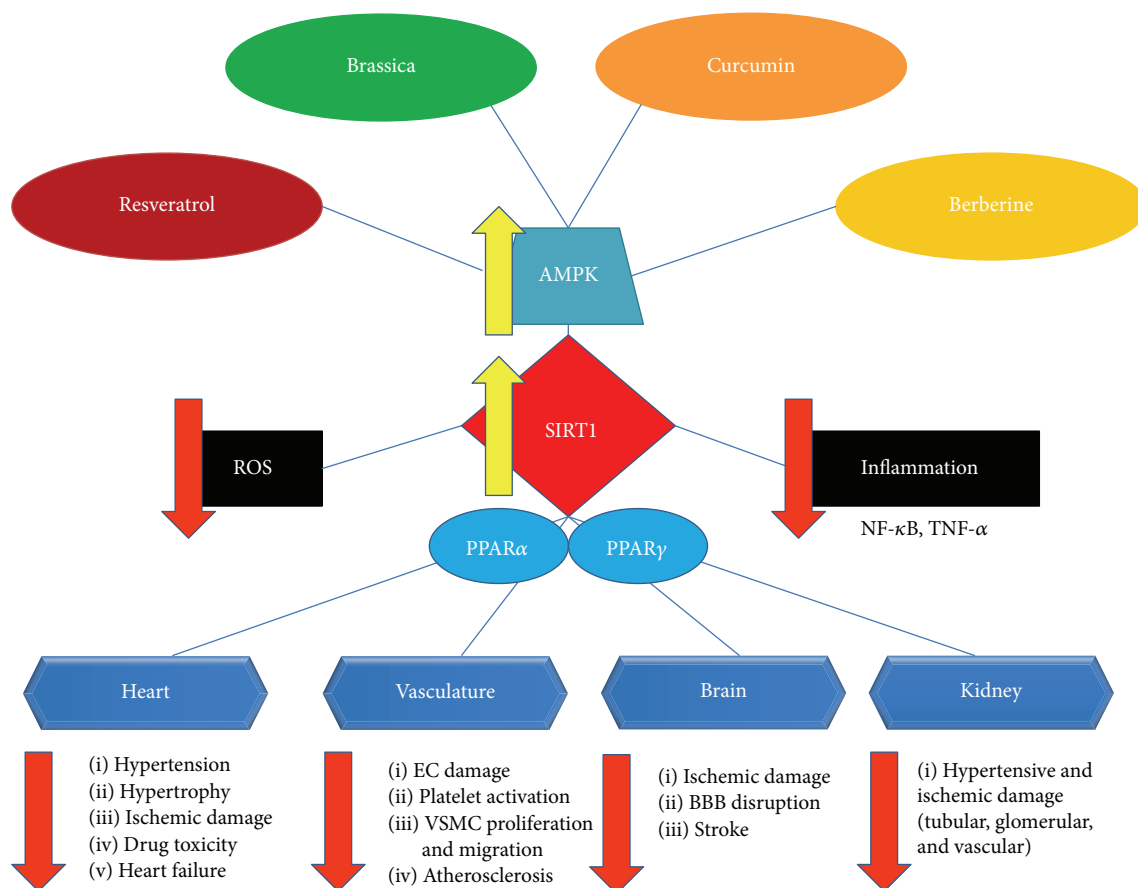 Brassica
Curcumin
Resveratrol
Berberine
AMPK
SIRT1
ROS
Inflammation
NF-κB, TNF-α
PPARα
PPARγ
Heart
Vasculature
Brain
Kidney
(i) Hypertension
(ii) Hypertrophy
(iii) Ischemic damage
(iv) Drug toxicity
(v) Heart failure
(i) EC damage
(ii) Platelet activation
(iii) VSMC proliferation
and migration
(iv) Atherosclerosis
(i) Ischemic damage
(ii) BBB disruption
(iii) Stroke
(i) Hypertensive and
ischemic damage
(tubular, glomerular,
and vascular)